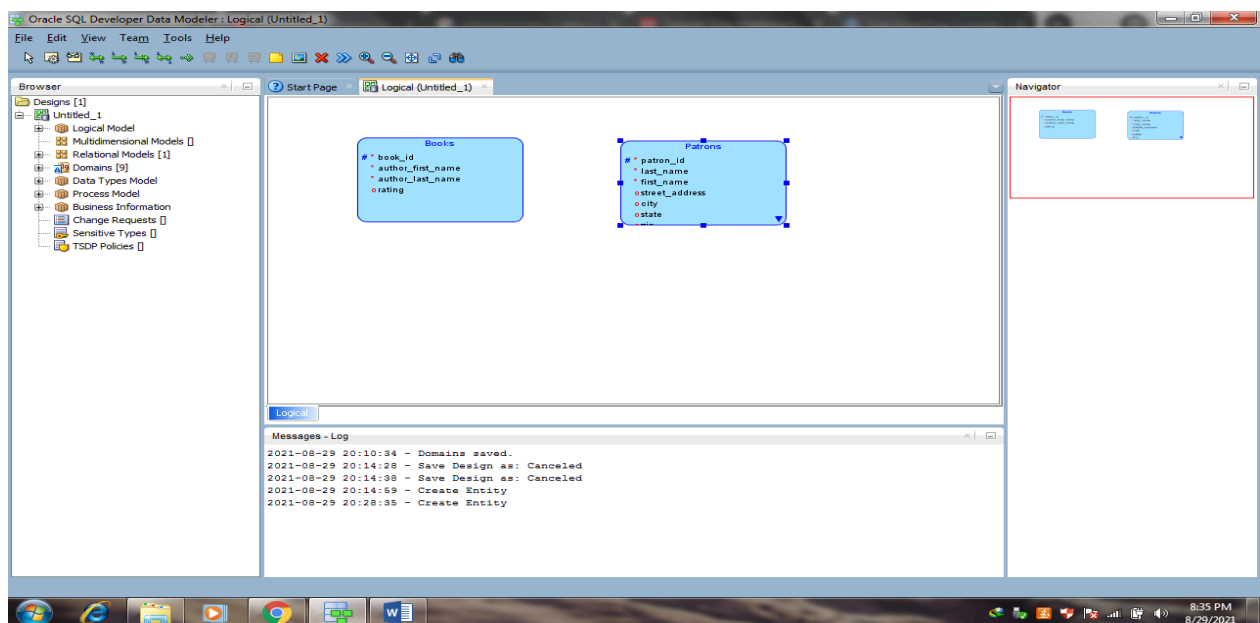 Oracle SQL Developer Data Modeler : Logical (Untitled_1)
File Edit View Team Tools Help
Browser
Designs [1]
Untitled_1
Logical Model
Multidimensional Models []
Relational Models [1]
Domains [9]
Data Types Model
Process Model
Business Information
Change Requests []
Sensitive Types []
TSDP Policies []
Start Page
Logical (Untitled_1)
Books
# * book_id
* author_first_name
* author_last_name
o rating
Patrons
# * patron_id
* last_name
* first_name
o street_address
o city
o state
Logical
Messages - Log
2021-08-29 20:10:34 - Domains saved.
2021-08-29 20:14:28 - Save Design as: Canceled
2021-08-29 20:14:38 - Save Design as: Canceled
2021-08-29 20:14:59 - Create Entity
2021-08-29 20:28:35 - Create Entity
Navigator
8:35 PM
8/29/2021